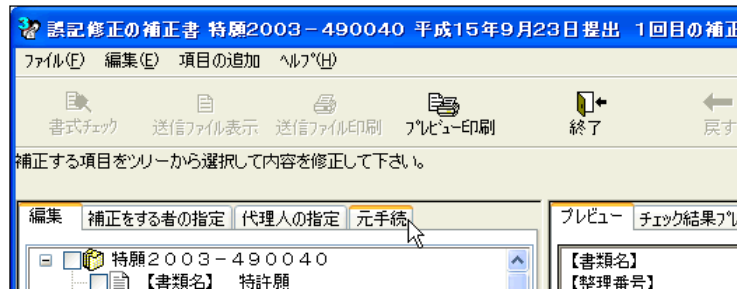 誤記修正の補正書 特願2003-490040 平成15年9月23日提出 1回目の補正
ファイル(F) 編集(E) 項目の追加 ヘルプ(H)
書式チェック 送信ファイル表示 送信ファイル印刷 プレビュー印刷 終了 戻す
補正する項目をツリーから選択して内容を修正して下さい。
編集 補正をする者の指定 代理人の指定 元手続 プレビュー チェック結果プレ
特願2003-490040 【書類名】
【書類名】 特許願 【整理番号】